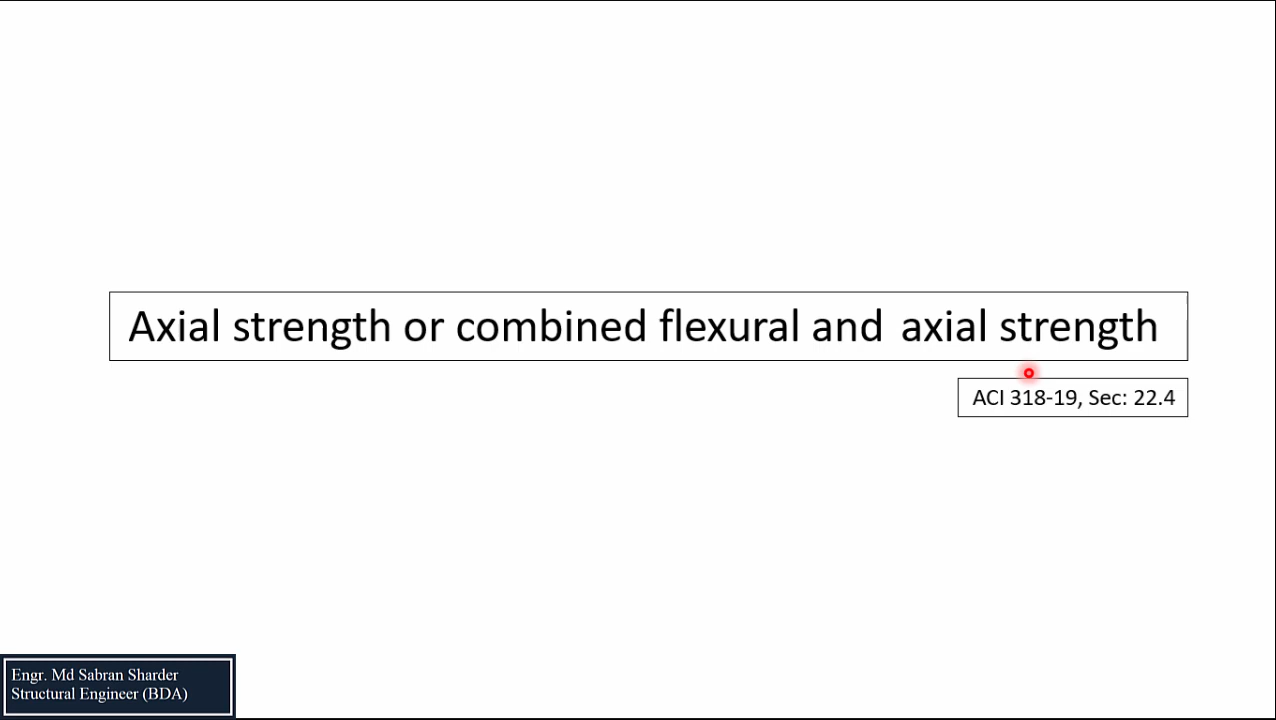 Axial strength or combined flexural and axial strength
ACI 318-19, Sec: 22.4
Engr. Md Sabran Sharder
Structural Engineer (BDA)